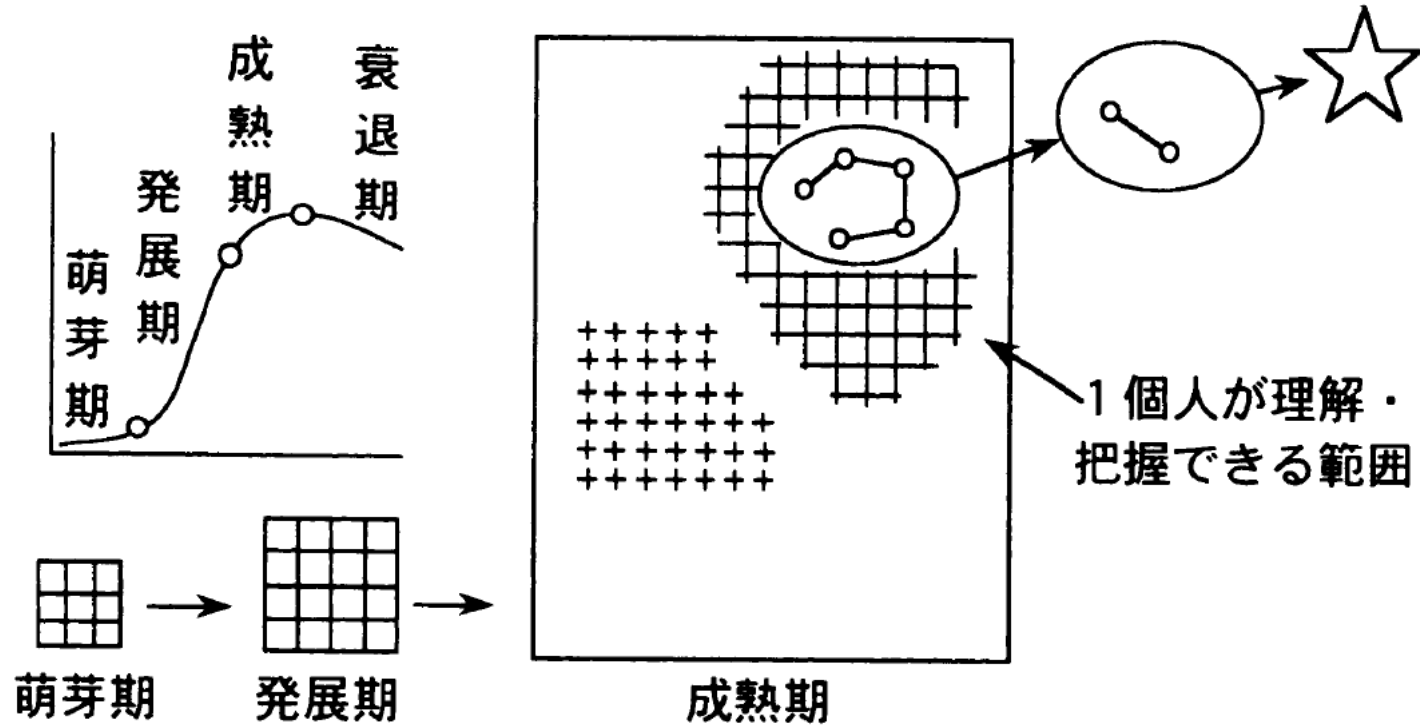 萌芽期
発展期
成熟期
衰退期
1個人が理解・
把握できる範囲
萌芽期
発展期
成熟期